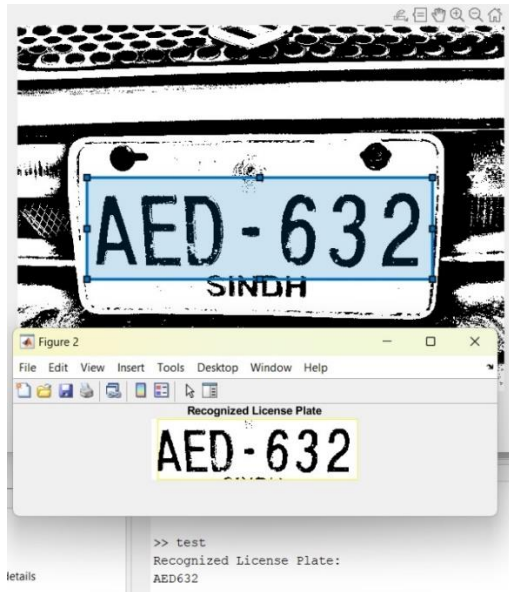 AED-632
SINDH
Figure 2
File Edit View Insert Tools Desktop Window Help
Recognized License Plate
AED-632
>> test
Recognized License Plate:
AED632